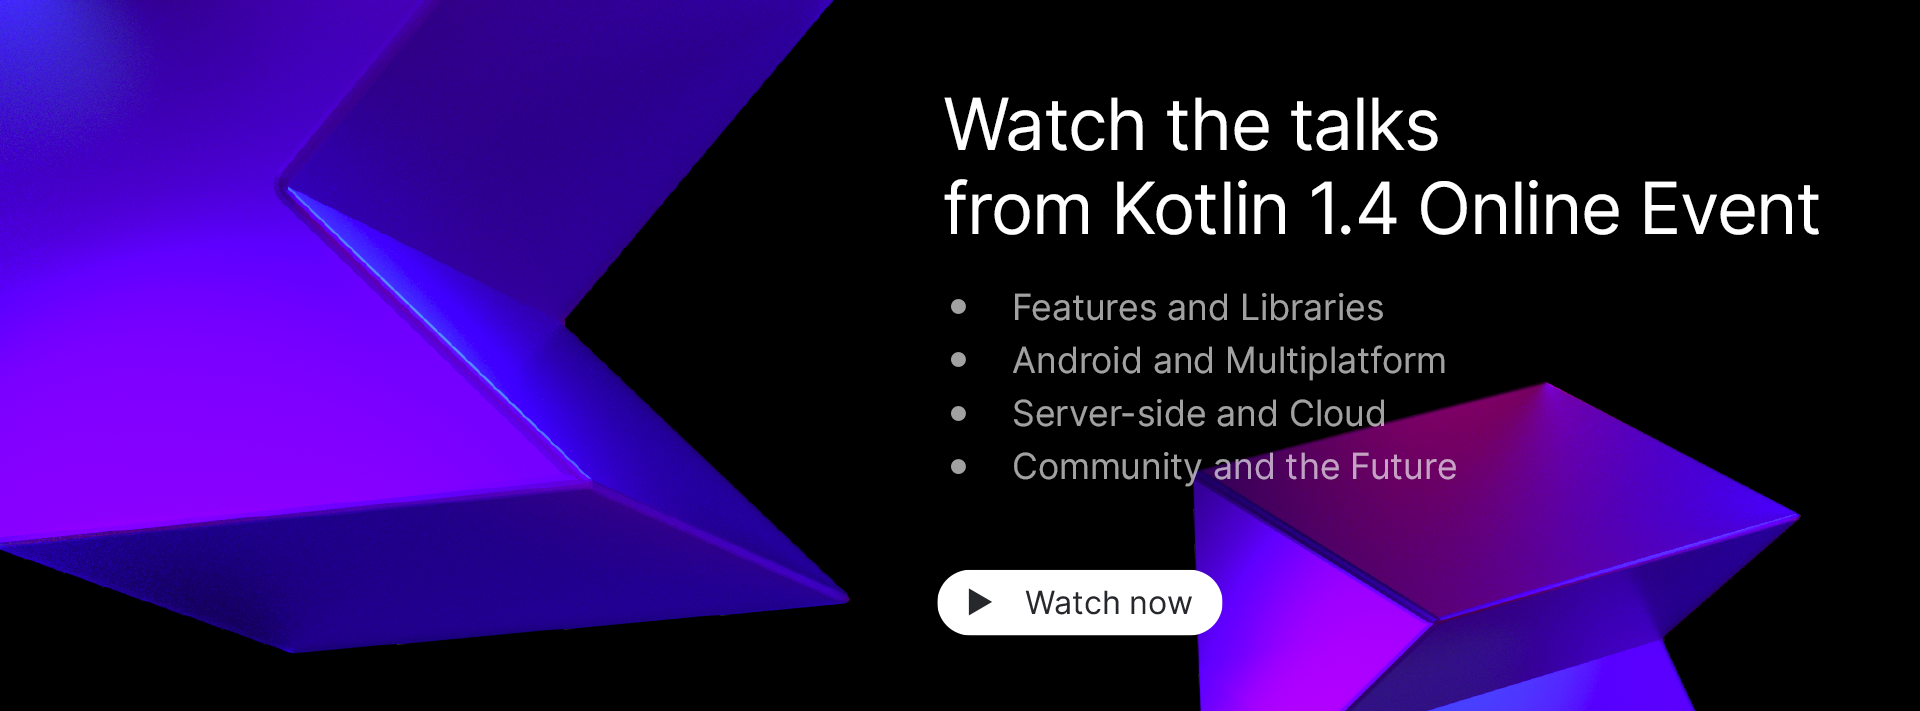 Watch the talks
from Kotlin 1.4 Online Event
• Features and Libraries
• Android and Multiplatform
• Server-side and Cloud
• Community and the Future
Watch now